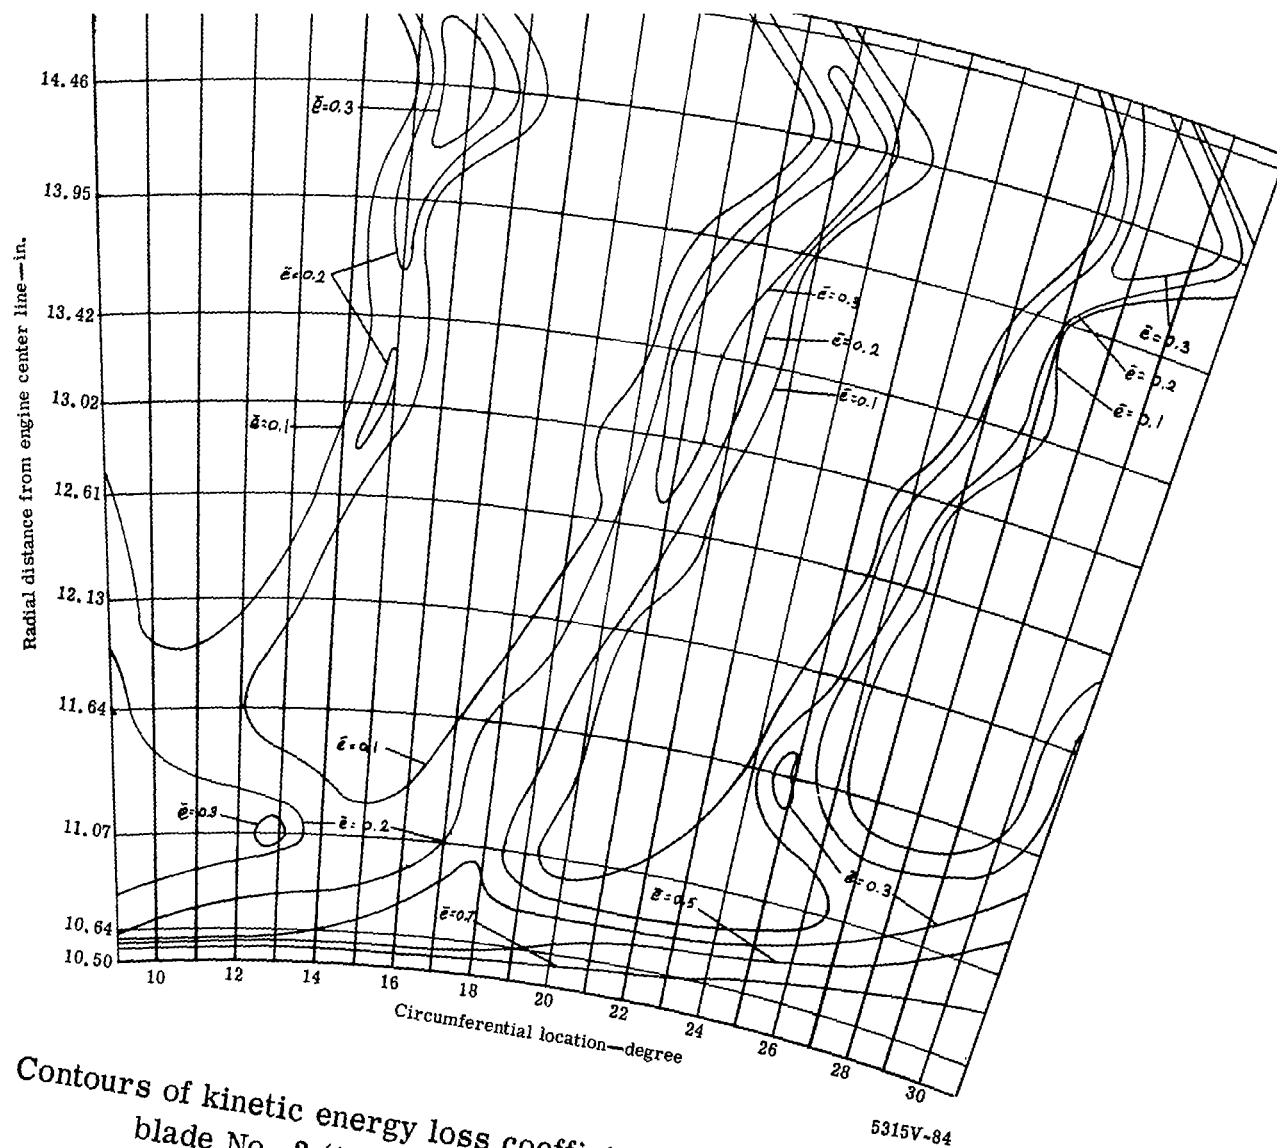 14.46
ē=0.3
13.95
ē=0.2
ē=0.3
13.42
ē=0.3
ē=0.2
ē=0.2
13.02
ē=0.1
ē=0.1
ē=0.1
12.61
Radial distance from engine center line—in.
12.13
11.64
ē=0.1
ē=0.3
ē=0.2
11.07
ē=0.3
ē=0.5
ē=0.7
10.64
10.50
10
12
14
16
18
20
22
24
26
28
30
Circumferential location—degree
5315V-84
Contours of kinetic energy loss
blade No.